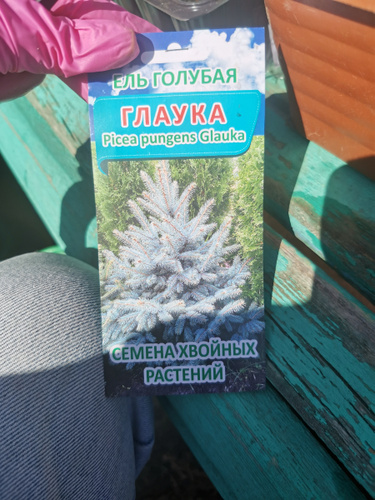 ЕЛЬ ГОЛУБАЯ
ГЛАУКА
Picea pungens Glauka
СЕМЕНА ХВОЙНЫХ
РАСТЕНИЙ